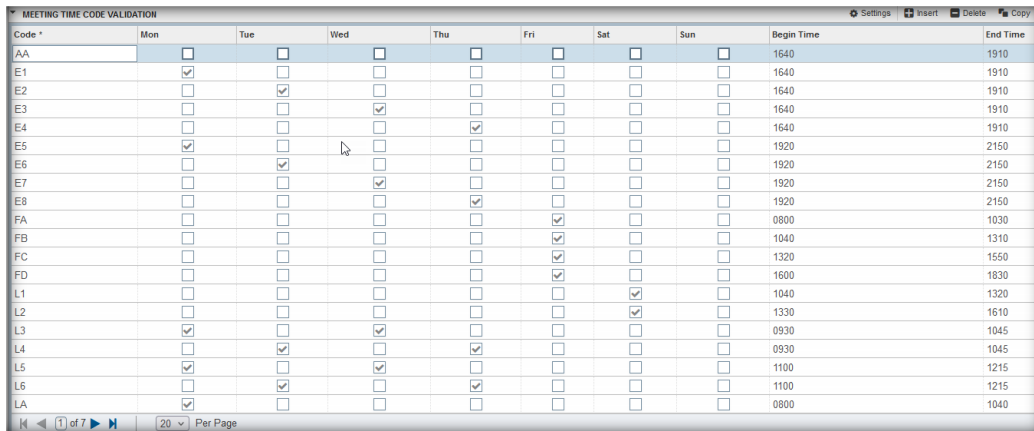 MEETING TIME CODE VALIDATION Settings Insert Delete Copy
Code * Mon Tue Wed Thu Fri Sat Sun Begin Time End Time
AA 1640 1910
E1 1640 1910
E2 1640 1910
E3 1640 1910
E4 1640 1910
E5 1920 2150
E6 1920 2150
E7 1920 2150
E8 1920 2150
FA 0800 1030
FB 1040 1310
FC 1320 1550
FD 1600 1830
L1 1040 1320
L2 1330 1610
L3 0930 1045
L4 0930 1045
L5 1100 1215
L6 1100 1215
LA 0800 1040
1 of 7 20 Per Page